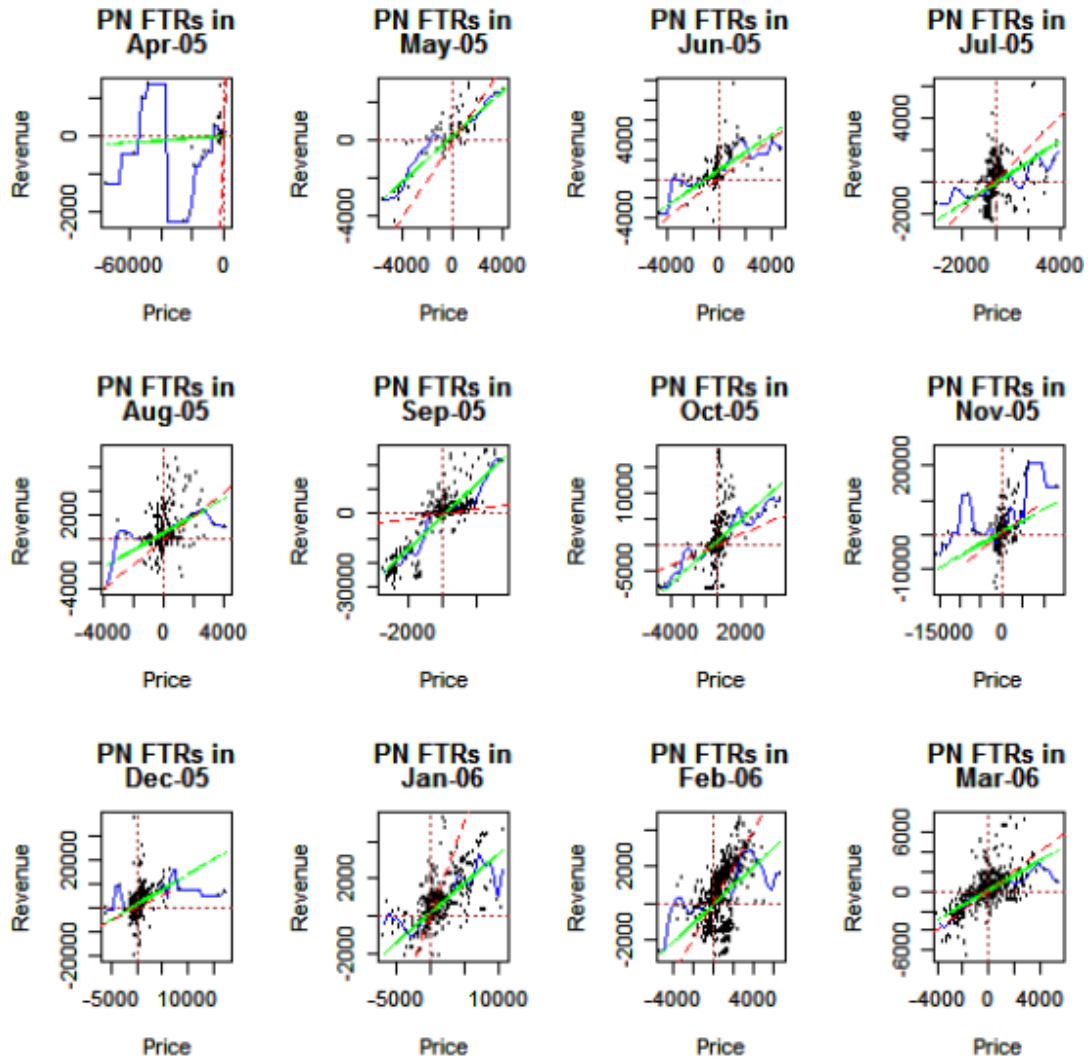 PN FTRs in
Apr-05
Revenue
0
-2000
-60000 0
Price
PN FTRs in
May-05
Revenue
0
-4000
-4000 0 4000
Price
PN FTRs in
Jun-05
Revenue
4000
-4000
-4000 0 4000
Price
PN FTRs in
Jul-05
Revenue
4000
-2000
-2000 4000
Price
PN FTRs in
Aug-05
Revenue
2000
-4000
-4000 0 4000
Price
PN FTRs in
Sep-05
Revenue
0
-30000
-2000
Price
PN FTRs in
Oct-05
Revenue
10000
-5000
-4000 2000
Price
PN FTRs in
Nov-05
Revenue
20000
-10000
-15000 0
Price
PN FTRs in
Dec-05
Revenue
20000
-20000
-5000 10000
Price
PN FTRs in
Jan-06
Revenue
20000
-2000
-5000 10000
Price
PN FTRs in
Feb-06
Revenue
2000
-2000
-4000 4000
Price
PN FTRs in
Mar-06
Revenue
6000
0
-6000
-4000 0 4000
Price